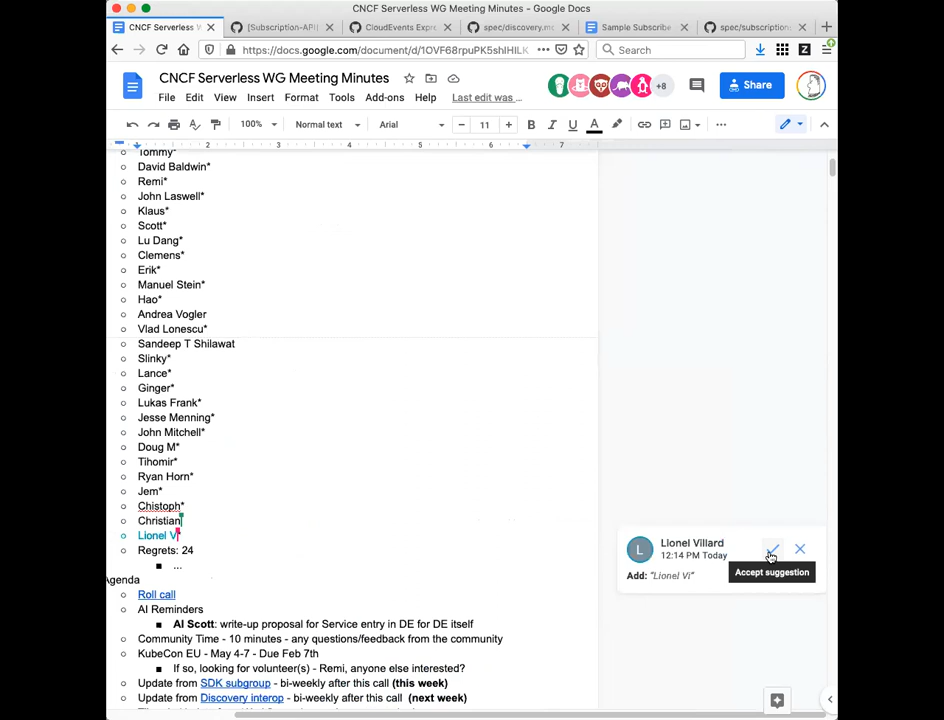 CNCF Serverless WG Meeting Minutes - Google Docs
CNCF Serverless W
[Subscription-API]
CloudEvents Expre
spec/discovery.md
Sample Subscribe
spec/subscription
https://docs.google.com/document/d/1OVF68rpuPK5shIHILK
Search
CNCF Serverless WG Meeting Minutes
+8
Share
File Edit View Insert Format Tools Add-ons Help Last edit was ...
100% Normal text Arial 11
B I U A
2 3 4 5 6 7
Tommy*
David Baldwin*
Remi*
John Laswell*
Klaus*
Scott*
Lu Dang*
Clemens*
Erik*
Manuel Stein*
Hao*
Andrea Vogler
Vlad Lonescu*
Sandeep T Shilawat
Slinky*
Lance*
Ginger*
Lukas Frank*
Jesse Menning*
John Mitchell*
Doug M*
Tihomir*
Ryan Horn*
Jem*
Chistoph*
Christian
Lionel V
Regrets: 24
...
L
Lionel Villard
12:14 PM Today
Add: "Lionel Vi"
Accept suggestion
Agenda
Roll call
AI Reminders
AI Scott: write-up proposal for Service entry in DE for DE itself
Community Time - 10 minutes - any questions/feedback from the community
KubeCon EU - May 4-7 - Due Feb 7th
If so, looking for volunteer(s) - Remi, anyone else interested?
Update from SDK subgroup - bi-weekly after this call (this week)
Update from Discovery interop - bi-weekly after this call (next week)